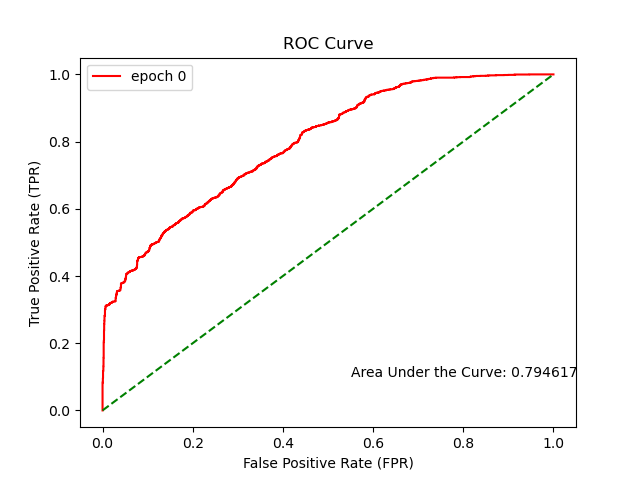 ROC Curve
epoch 0
True Positive Rate (TPR)
1.0
0.8
0.6
0.4
0.2
0.0
Area Under the Curve: 0.794617
0.0 0.2 0.4 0.6 0.8 1.0
False Positive Rate (FPR)